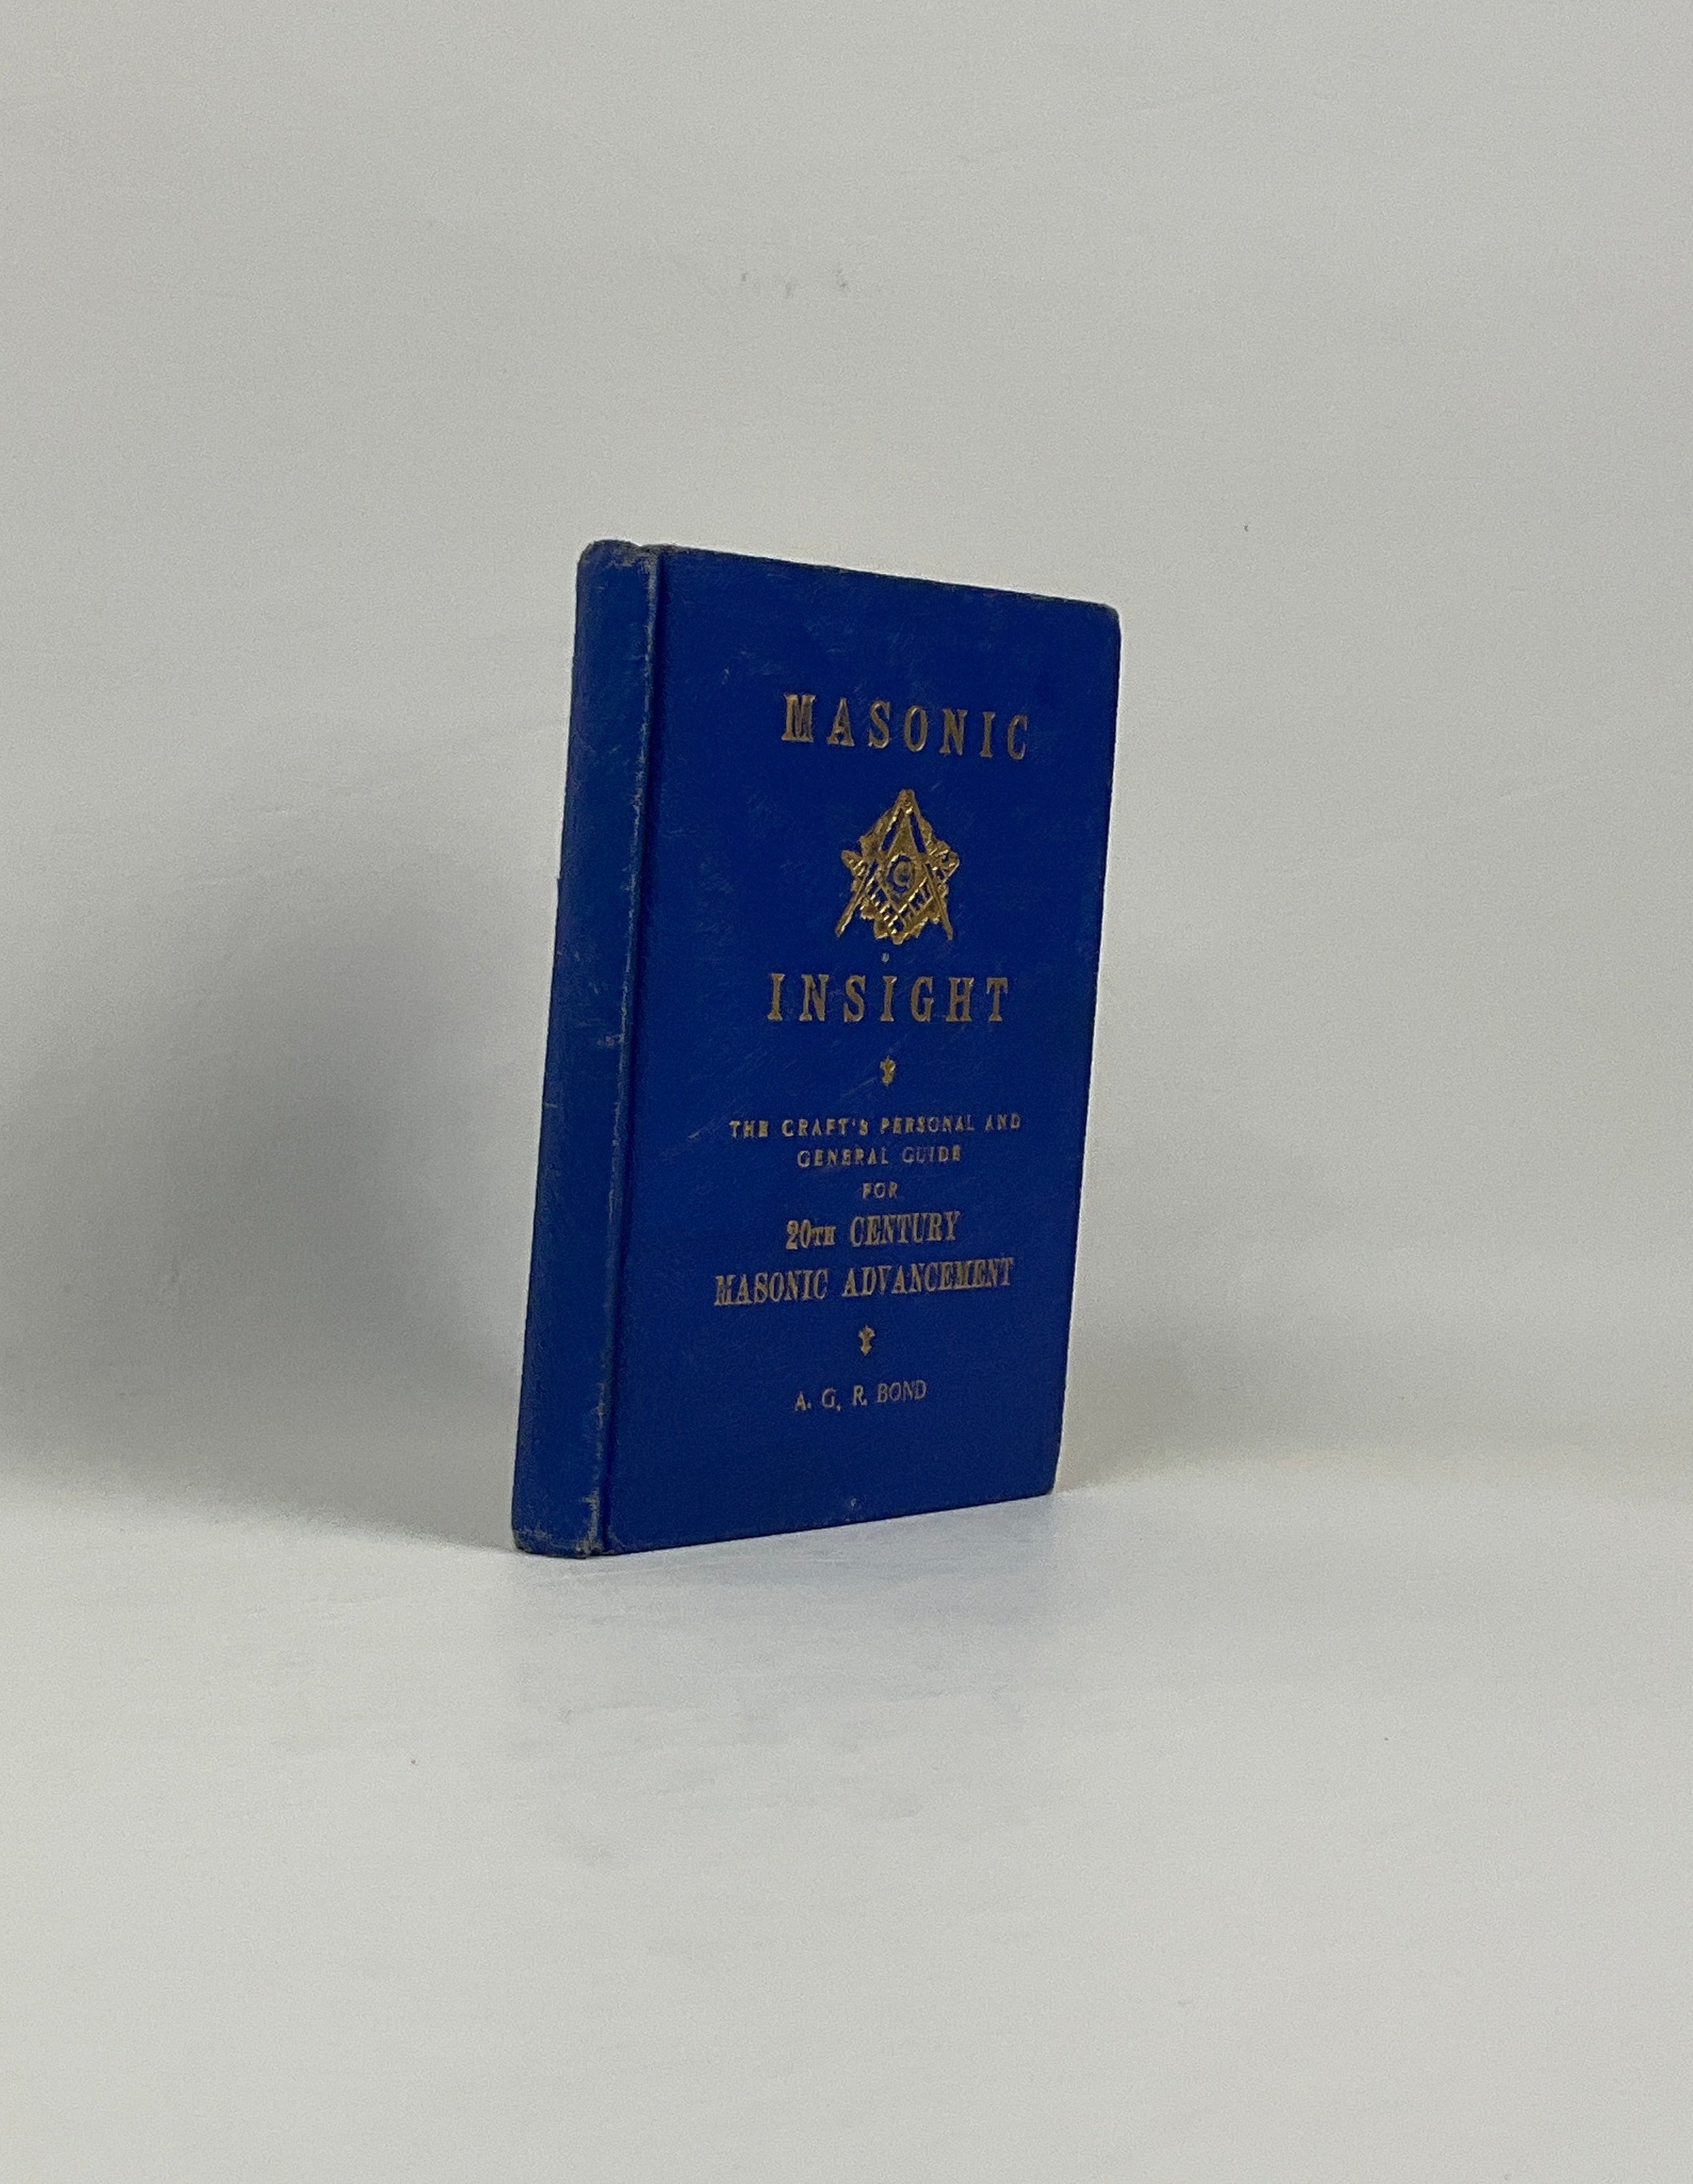 MASONIC
G
INSIGHT
THE CRAFT'S PERSONAL AND
GENERAL GUIDE
FOR
20TH CENTURY
MASONIC ADVANCEMENT
A. G. R. BOND